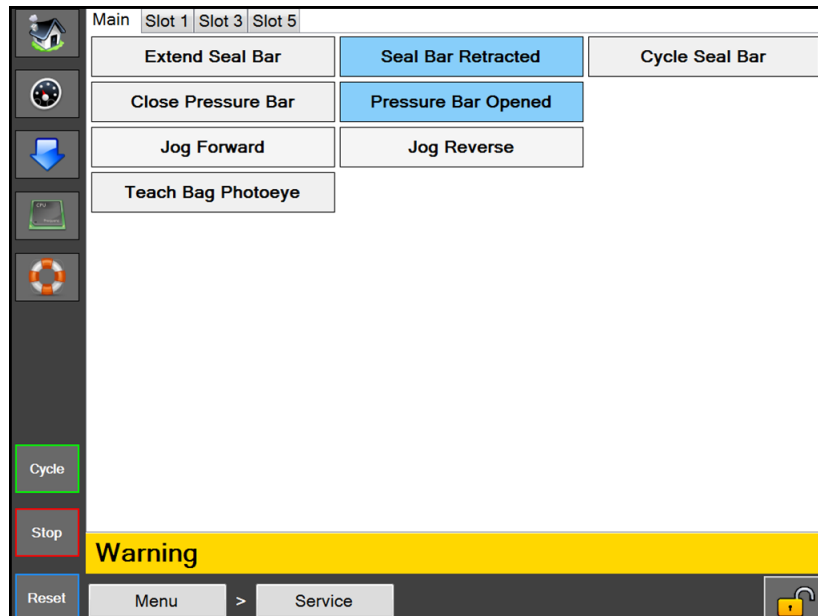 Main Slot 1 Slot 3 Slot 5
Extend Seal Bar Seal Bar Retracted Cycle Seal Bar
Close Pressure Bar Pressure Bar Opened
Jog Forward Jog Reverse
Teach Bag Photoeye
Cycle
Stop
Warning
Reset Menu > Service